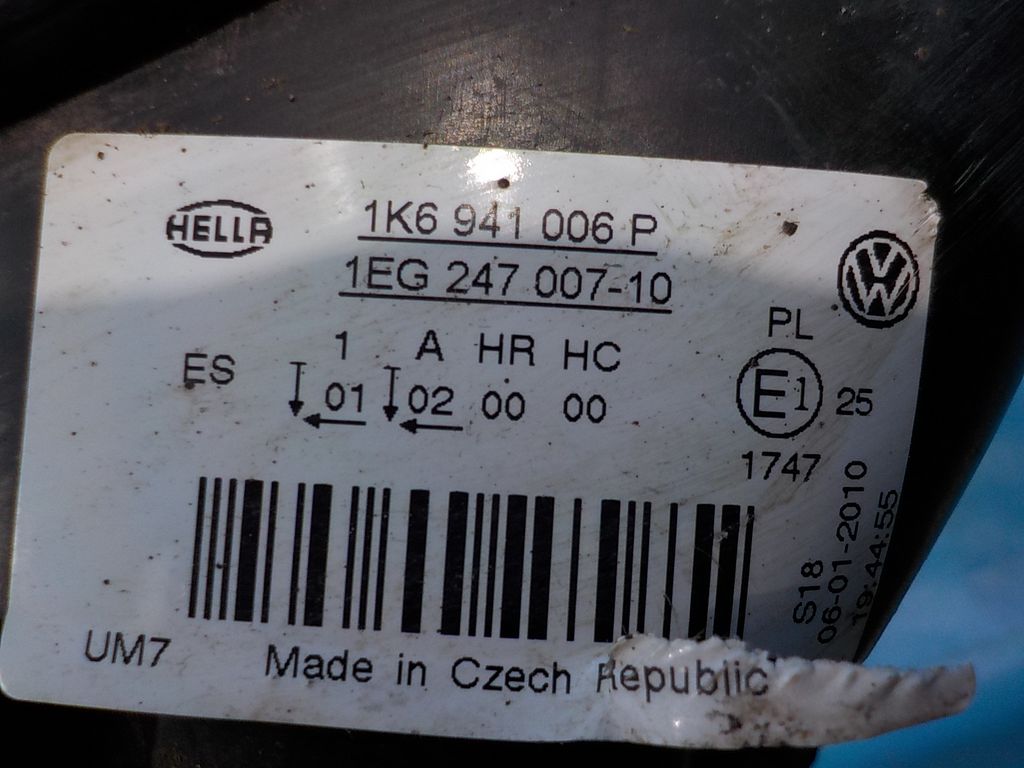 HELLA
1K6 941 006 P
1EG 247 007-10
ES
1 A HR HC
01 02 00 00
PL
E1 25
1747
S18
06-01-2010
19:44:55
UM7
Made in Czech Republic